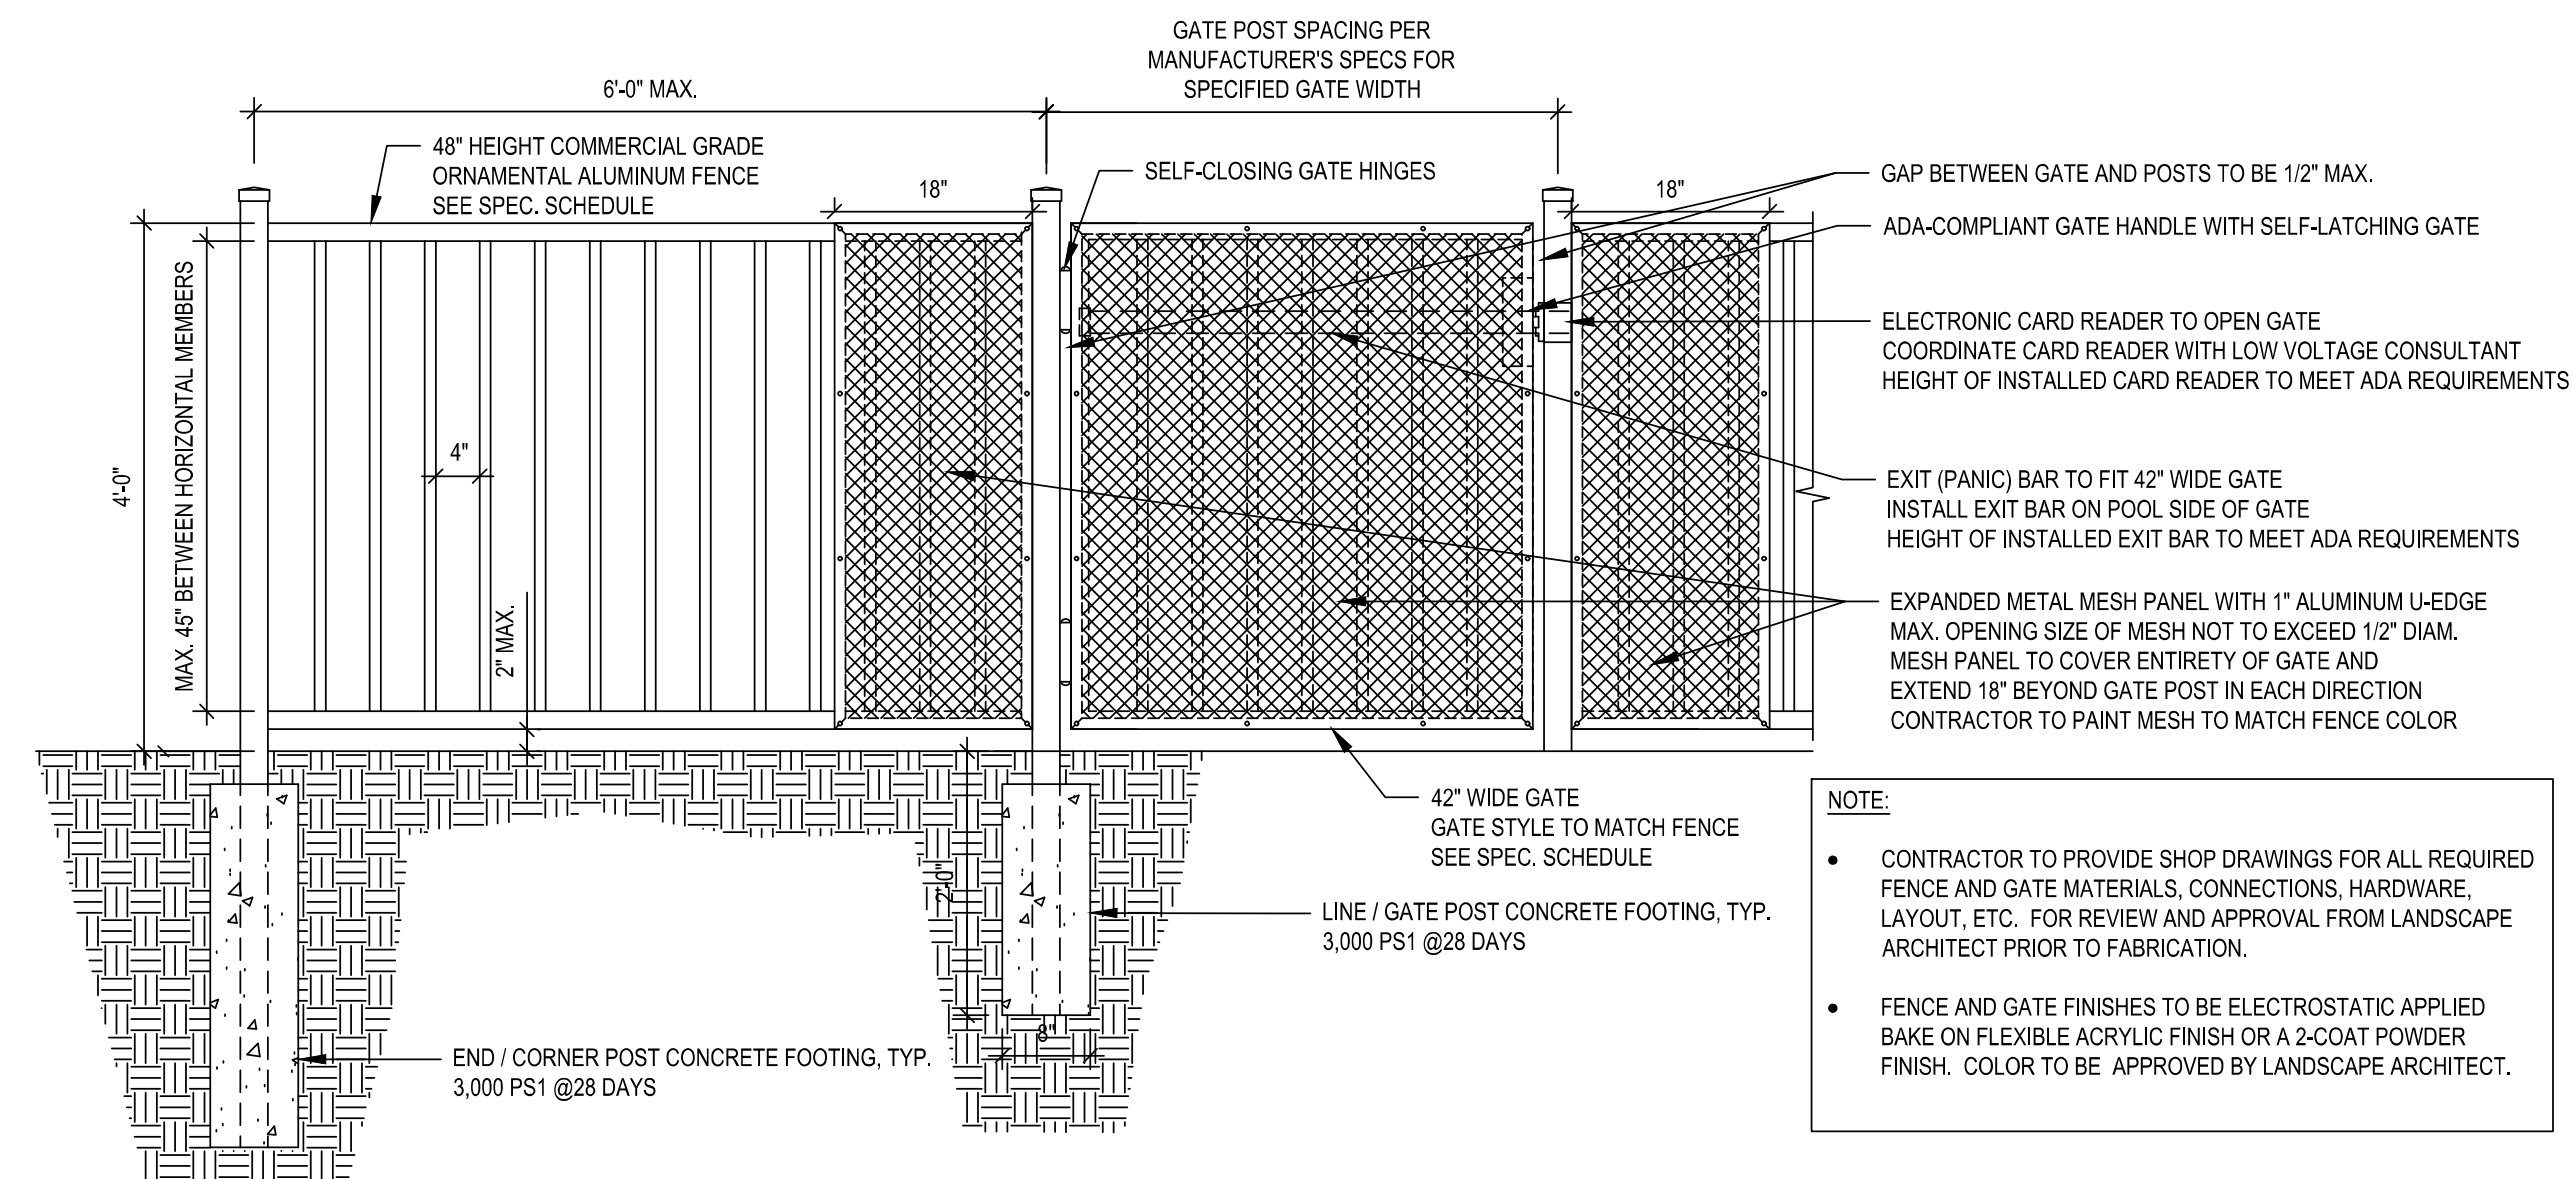 GATE POST SPACING PER
MANUFACTURER'S SPECS FOR
SPECIFIED GATE WIDTH
6'-0" MAX.
48" HEIGHT COMMERCIAL GRADE
ORNAMENTAL ALUMINUM FENCE
SEE SPEC. SCHEDULE
18"
SELF-CLOSING GATE HINGES
18"
GAP BETWEEN GATE AND POSTS TO BE 1/2" MAX.
ADA-COMPLIANT GATE HANDLE WITH SELF-LATCHING GATE
ELECTRONIC CARD READER TO OPEN GATE
COORDINATE CARD READER WITH LOW VOLTAGE CONSULTANT
HEIGHT OF INSTALLED CARD READER TO MEET ADA REQUIREMENTS
4'-0"
MAX. 45" BETWEEN HORIZONTAL MEMBERS
4"
2" MAX.
EXIT (PANIC) BAR TO FIT 42" WIDE GATE
INSTALL EXIT BAR ON POOL SIDE OF GATE
HEIGHT OF INSTALLED EXIT BAR TO MEET ADA REQUIREMENTS
EXPANDED METAL MESH PANEL WITH 1" ALUMINUM U-EDGE
MAX. OPENING SIZE OF MESH NOT TO EXCEED 1/2" DIAM.
MESH PANEL TO COVER ENTIRETY OF GATE AND
EXTEND 18" BEYOND GATE POST IN EACH DIRECTION
CONTRACTOR TO PAINT MESH TO MATCH FENCE COLOR
42" WIDE GATE
GATE STYLE TO MATCH FENCE
SEE SPEC. SCHEDULE
2'-0"
LINE / GATE POST CONCRETE FOOTING, TYP.
3,000 PS1 @28 DAYS
8"
END / CORNER POST CONCRETE FOOTING, TYP.
3,000 PS1 @28 DAYS
NOTE:
• CONTRACTOR TO PROVIDE SHOP DRAWINGS FOR ALL REQUIRED
FENCE AND GATE MATERIALS, CONNECTIONS, HARDWARE,
LAYOUT, ETC. FOR REVIEW AND APPROVAL FROM LANDSCAPE
ARCHITECT PRIOR TO FABRICATION.
• FENCE AND GATE FINISHES TO BE ELECTROSTATIC APPLIED
BAKE ON FLEXIBLE ACRYLIC FINISH OR A 2-COAT POWDER
FINISH. COLOR TO BE APPROVED BY LANDSCAPE ARCHITECT.